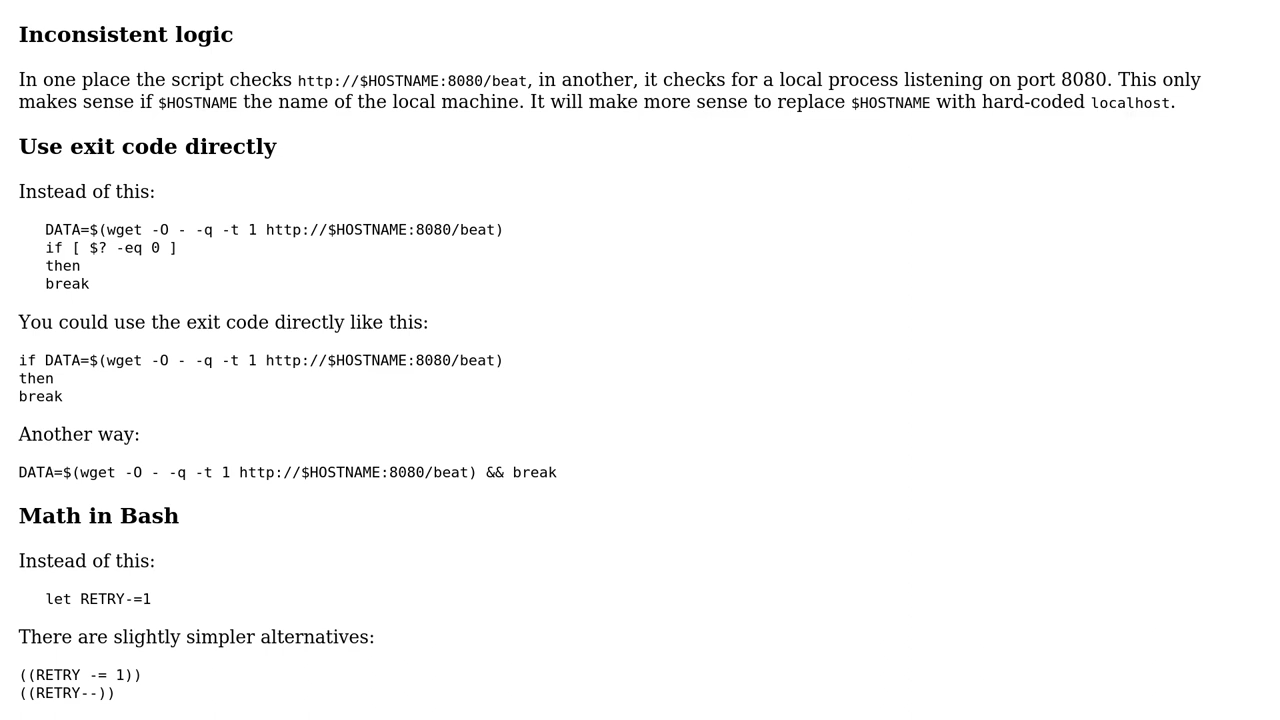 Inconsistent logic
In one place the script checks http://$HOSTNAME:8080/beat, in another, it checks for a local process listening on port 8080. This only
makes sense if $HOSTNAME the name of the local machine. It will make more sense to replace $HOSTNAME with hard-coded localhost.
Use exit code directly
Instead of this:
   DATA=$(wget -O - -q -t 1 http://$HOSTNAME:8080/beat)
   if [ $? -eq 0 ]
   then
   break
You could use the exit code directly like this:
if DATA=$(wget -O - -q -t 1 http://$HOSTNAME:8080/beat)
then
break
Another way:
DATA=$(wget -O - -q -t 1 http://$HOSTNAME:8080/beat) && break
Math in Bash
Instead of this:
   let RETRY-=1
There are slightly simpler alternatives:
((RETRY -= 1))
((RETRY--))